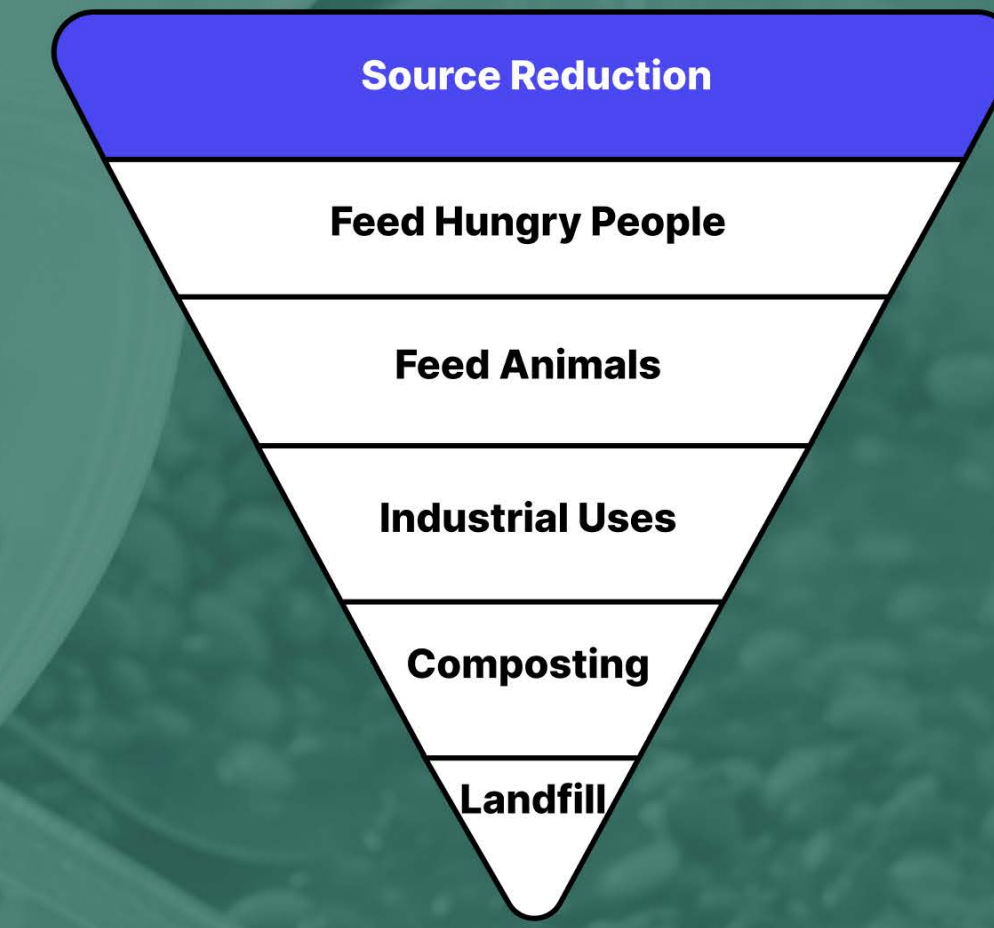 Source Reduction
Feed Hungry People
Feed Animals
Industrial Uses
Composting
Landfill